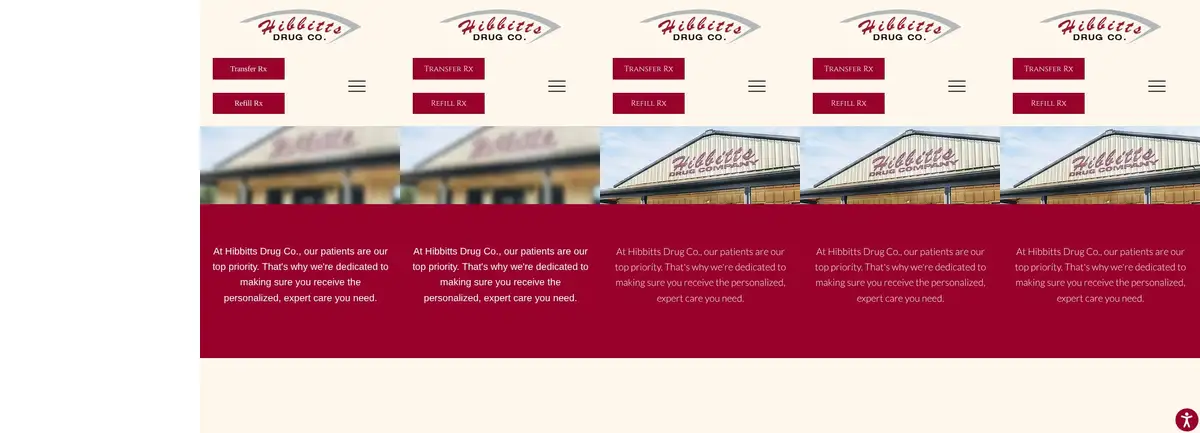 Hibbitts
DRUG CO.
Transfer Rx
Refill Rx
At Hibbitts Drug Co., our patients are our
top priority. That's why we're dedicated to
making sure you receive the
personalized, expert care you need.
Hibbitts
DRUG CO.
Transfer Rx
Refill Rx
At Hibbitts Drug Co., our patients are our
top priority. That's why we're dedicated to
making sure you receive the
personalized, expert care you need.
Hibbitts
DRUG CO.
Transfer Rx
Refill Rx
Hibbitts
DRUG COMPANY
At Hibbitts Drug Co., our patients are our
top priority. That's why we're dedicated to
making sure you receive the personalized,
expert care you need.
Hibbitts
DRUG CO.
Transfer Rx
Refill Rx
Hibbitts
DRUG COMPANY
At Hibbitts Drug Co., our patients are our
top priority. That's why we're dedicated to
making sure you receive the personalized,
expert care you need.
Hibbitts
DRUG CO.
Transfer Rx
Refill Rx
Hibbitts
DRUG COMPANY
At Hibbitts Drug Co., our patients are our
top priority. That's why we're dedicated to
making sure you receive the personalized,
expert care you need.